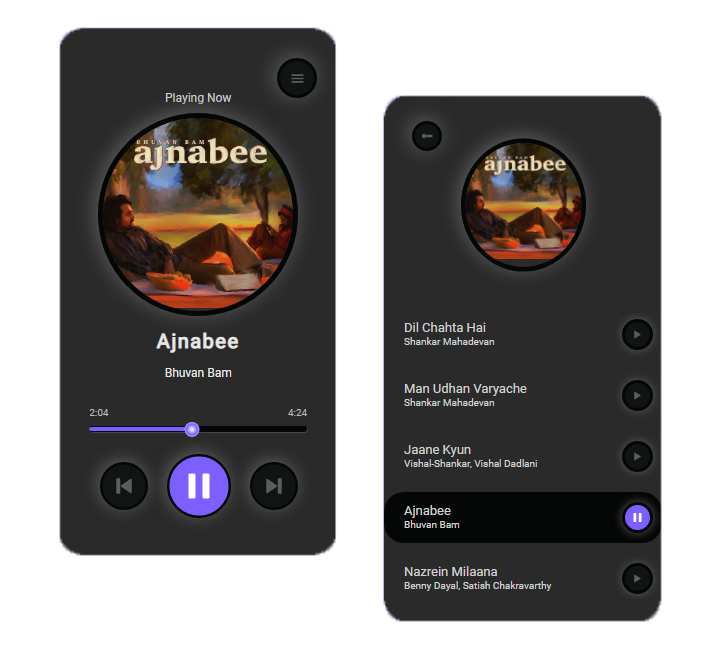 Playing Now
BHUVAN BAM
ajnabee
Ajnabee
Bhuvan Bam
2:04
4:24
ajnabee
Dil Chahta Hai
Shankar Mahadevan
Man Udhan Varyache
Shankar Mahadevan
Jaane Kyun
Vishal-Shankar, Vishal Dadlani
Ajnabee
Bhuvan Bam
Nazrein Milaana
Benny Dayal, Satish Chakravarthy